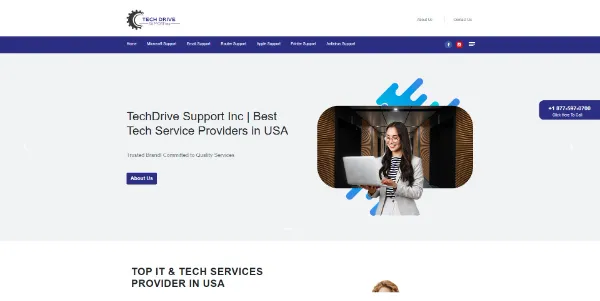 TECH DRIVE
SUPPORT
About Us
Contact Us
Home
Microsoft Support
Email Support
Router Support
Apple Support
Printer Support
Antivirus Support
+1 877-597-0700
Click Here To Call
TechDrive Support Inc | Best
Tech Service Providers in USA
Trusted Brand! Committed to Quality Services
About Us
TOP IT & TECH SERVICES
PROVIDER IN USA